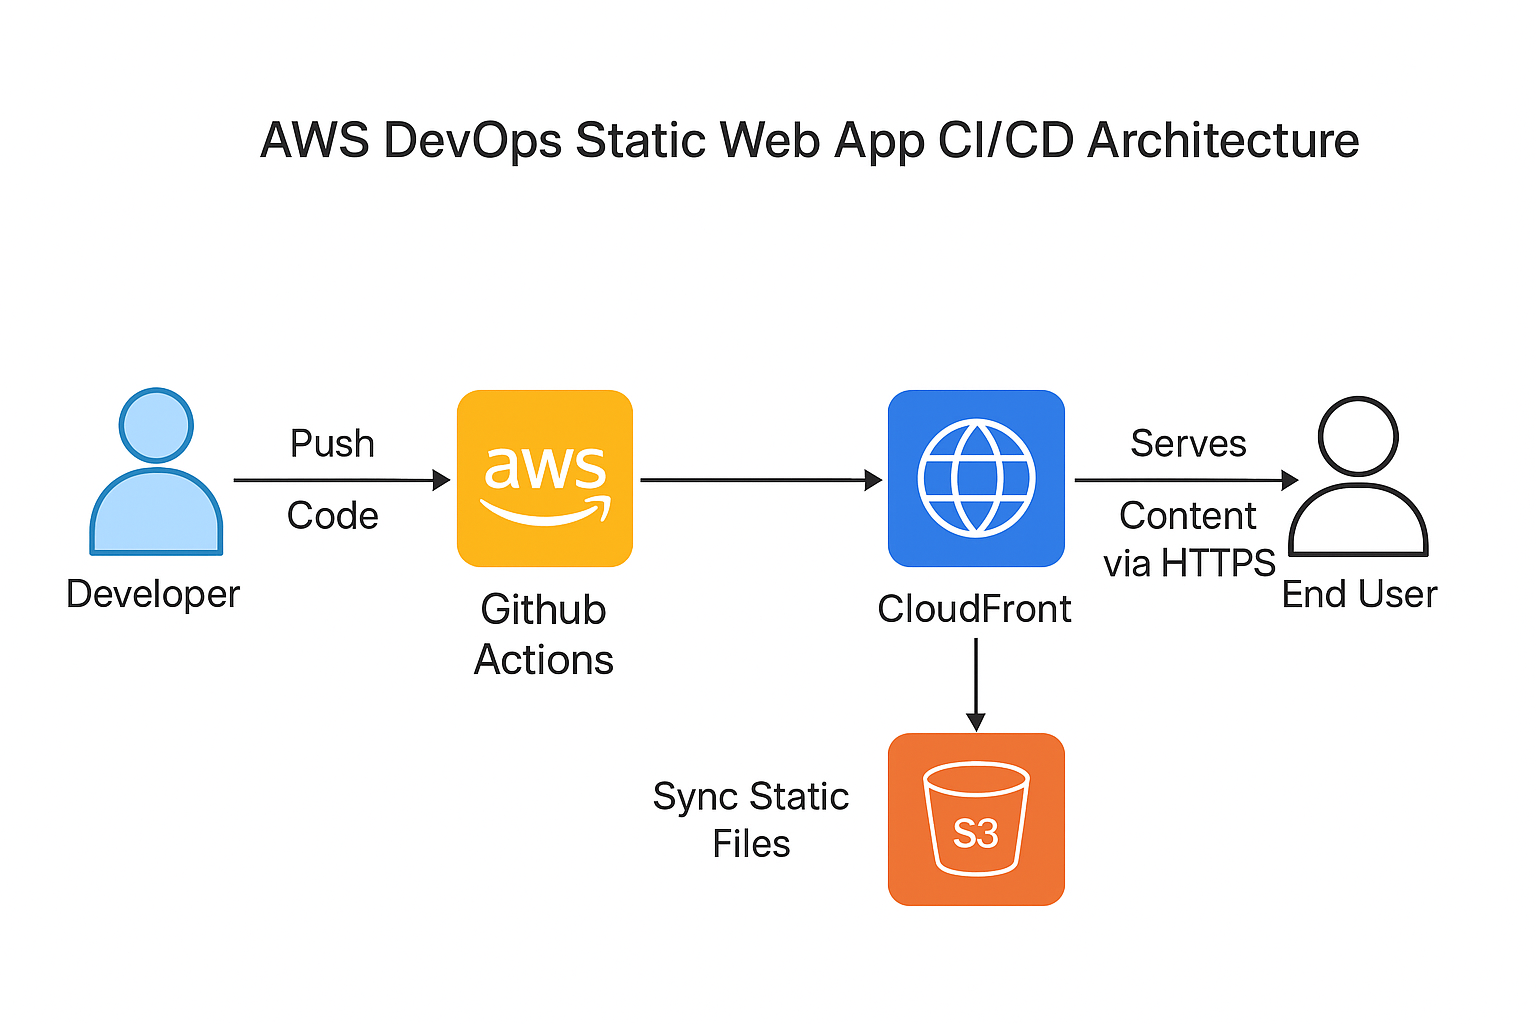 AWS DevOps Static Web App CI/CD Architecture
Push
Code
Developer
aws
Github
Actions
CloudFront
Serves
Content
via HTTPS
End User
Sync Static
Files
S3